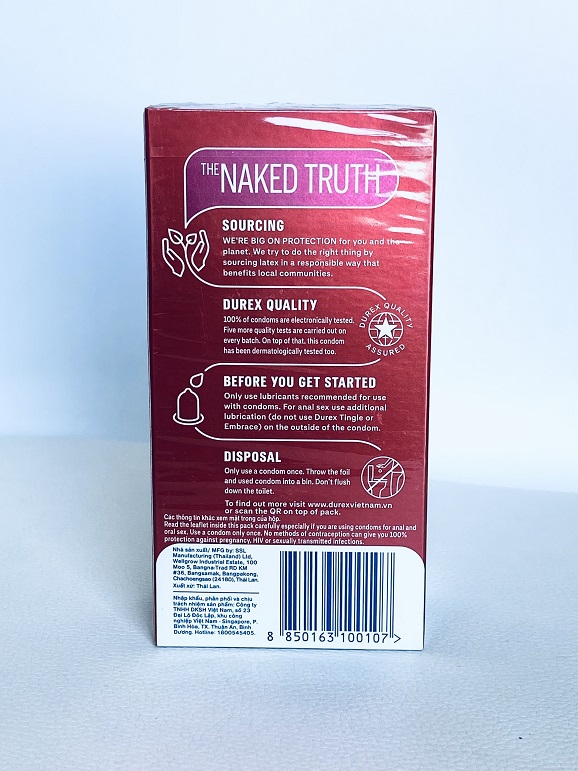 THE NAKED TRUTH
SOURCING
WE'RE BIG ON PROTECTION for you and the
planet. We try to do the right thing by
sourcing latex in a responsible way that
benefits local communities.
DUREX QUALITY
100% of condoms are electronically tested.
Five more quality tests are carried out on
every batch. On top of that, this condom
has been dermatologically tested too.
DUREX QUALITY
ASSURED
BEFORE YOU GET STARTED
Only use lubricants recommended for use
with condoms. For anal sex use additional
lubrication (do not use Durex Tingle or
Embrace) on the outside of the condom.
DISPOSAL
Only use a condom once. Throw the foil
and used condom into a bin. Don't flush
down the toilet.
To find out more visit www.durexvietnam.vn
or scan the QR on top of pack.
Các thông tin khác xem mặt trong của hộp.
Read the leaflet inside this pack carefully especially if you are using condoms for anal and
oral sex. Use a condom only once. No methods of contraception can give you 100%
protection against pregnancy, HIV or sexually transmitted infections.
Nhà sản xuất/ MFG by: SSL
Manufacturing (Thailand) Ltd,
Wellgrow Industrial Estate, 100
Moo 5, Bangna-Trad RD KM
#36, Bangsamak, Bangpakong,
Chachoengsao (24180), Thái Lan.
Xuất xứ: Thái Lan.
Nhập khẩu, phân phối và chịu
trách nhiệm sản phẩm: Công ty
TNHH DKSH Việt Nam, số 23
Đại Lộ Độc Lập, khu công
nghiệp Việt Nam - Singapore, P.
Bình Hòa, TX. Thuận An, Bình
Dương. Hotline: 1800545405.
8 850163 100107 >